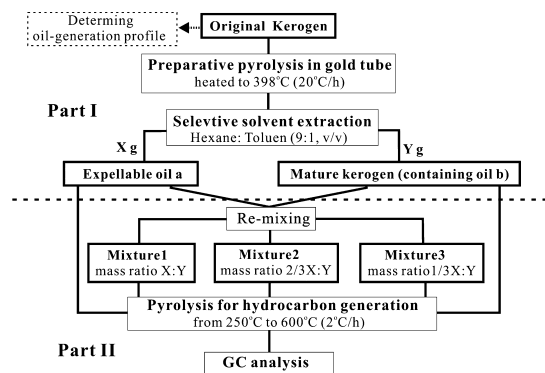 Determing
oil-generation profile
Original Kerogen
Preparative pyrolysis in gold tube
heated to 398°C (20°C/h)
Part I
Selevtive solvent extraction
Hexane: Toluen (9:1, v/v)
X g
Y g
Expellable oil a
Mature kerogen (containing oil b)
Re-mixing
Mixture1
mass ratio X:Y
Mixture2
mass ratio 2/3X:Y
Mixture3
mass ratio1/3X:Y
Pyrolysis for hydrocarbon generation
from 250°C to 600°C (2°C/h)
Part II
GC analysis